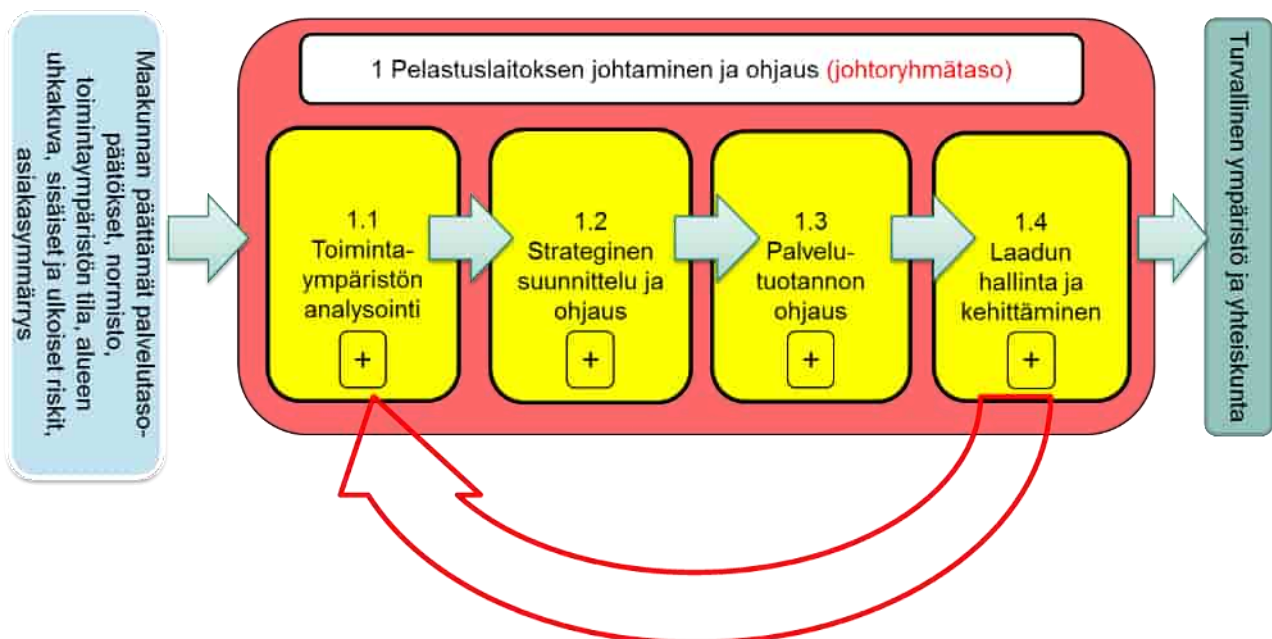 Maakunnan päättämät palvelutaso-
päätökset, normisto,
toimintaympäristön tila, alueen
uhkakuva, sisäiset ja ulkoiset riskit,
asiakasymmärrys
1 Pelastuslaitoksen johtaminen ja ohjaus (johtoryhmätaso)
1.1
Toiminta-
ympäristön
analysointi
+
1.2
Strateginen
suunnittelu ja
ohjaus
+
1.3
Palvelu-
tuotannon
ohjaus
+
1.4
Laadun
hallinta ja
kehittäminen
+
Turvallinen ympäristö ja yhteiskunta